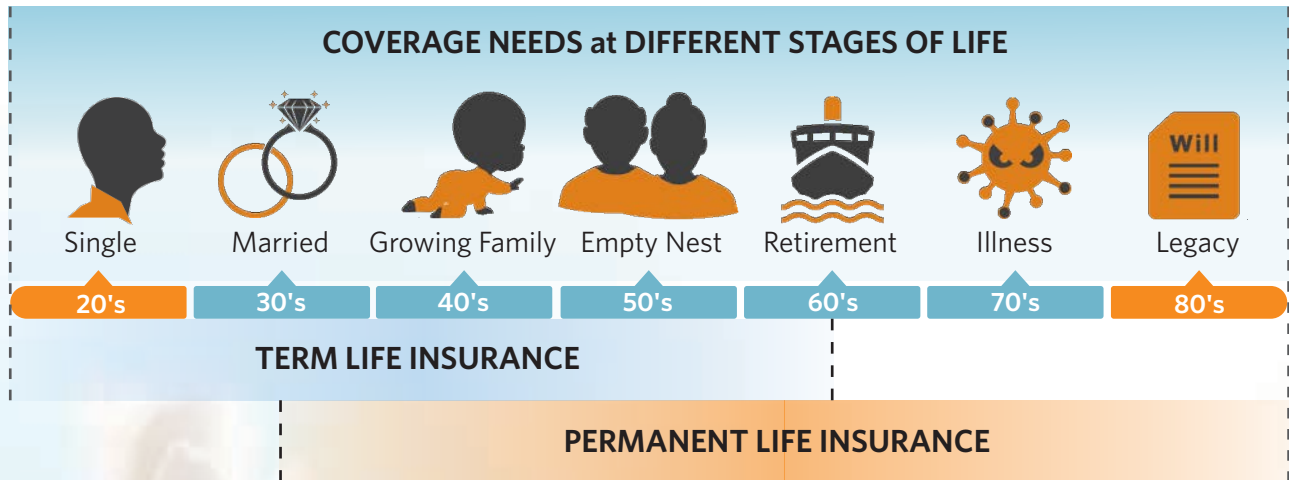 COVERAGE NEEDS at DIFFERENT STAGES OF LIFE
Will
Single Married Growing Family Empty Nest Retirement Illness Legacy
20's 30's 40's 50's 60's 70's 80's
TERM LIFE INSURANCE
PERMANENT LIFE INSURANCE